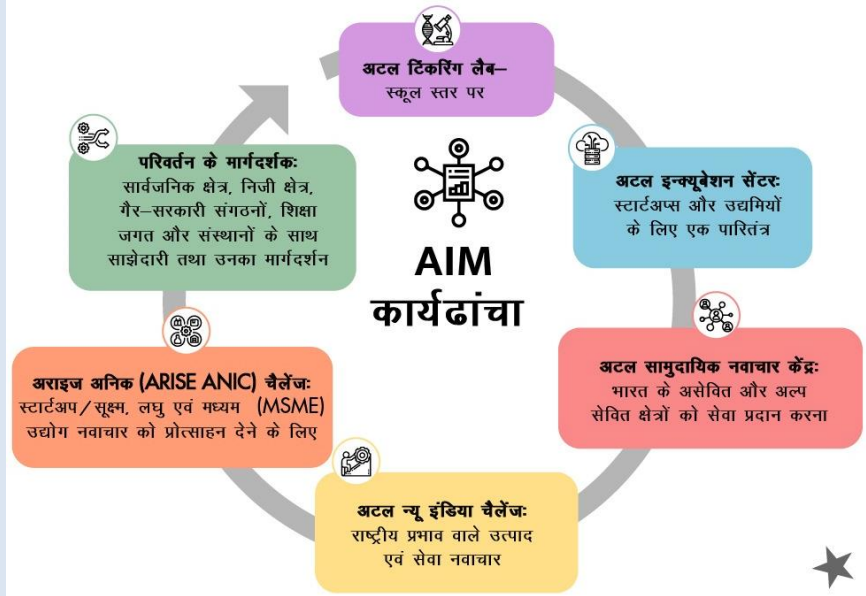 अटल टिंकरिंग लैब–
स्कूल स्तर पर
अटल इन्क्यूबेशन सेंटरः
स्टार्टअप्स और उद्यमियों
के लिए एक पारितंत्र
अटल सामुदायिक नवाचार केंद्रः
भारत के असेवित और अल्प
सेवित क्षेत्रों को सेवा प्रदान करना
अटल न्यू इंडिया चैलेंजः
राष्ट्रीय प्रभाव वाले उत्पाद
एवं सेवा नवाचार
अराइज अनिक (ARISE ANIC) चैलेंजः
स्टार्टअप/सूक्ष्म, लघु एवं मध्यम (MSME)
उद्योग नवाचार को प्रोत्साहन देने के लिए
परिवर्तन के मार्गदर्शकः
सार्वजनिक क्षेत्र, निजी क्षेत्र,
गैर–सरकारी संगठनों, शिक्षा
जगत और संस्थानों के साथ
साझेदारी तथा उनका मार्गदर्शन
AIM
कार्यढांचा